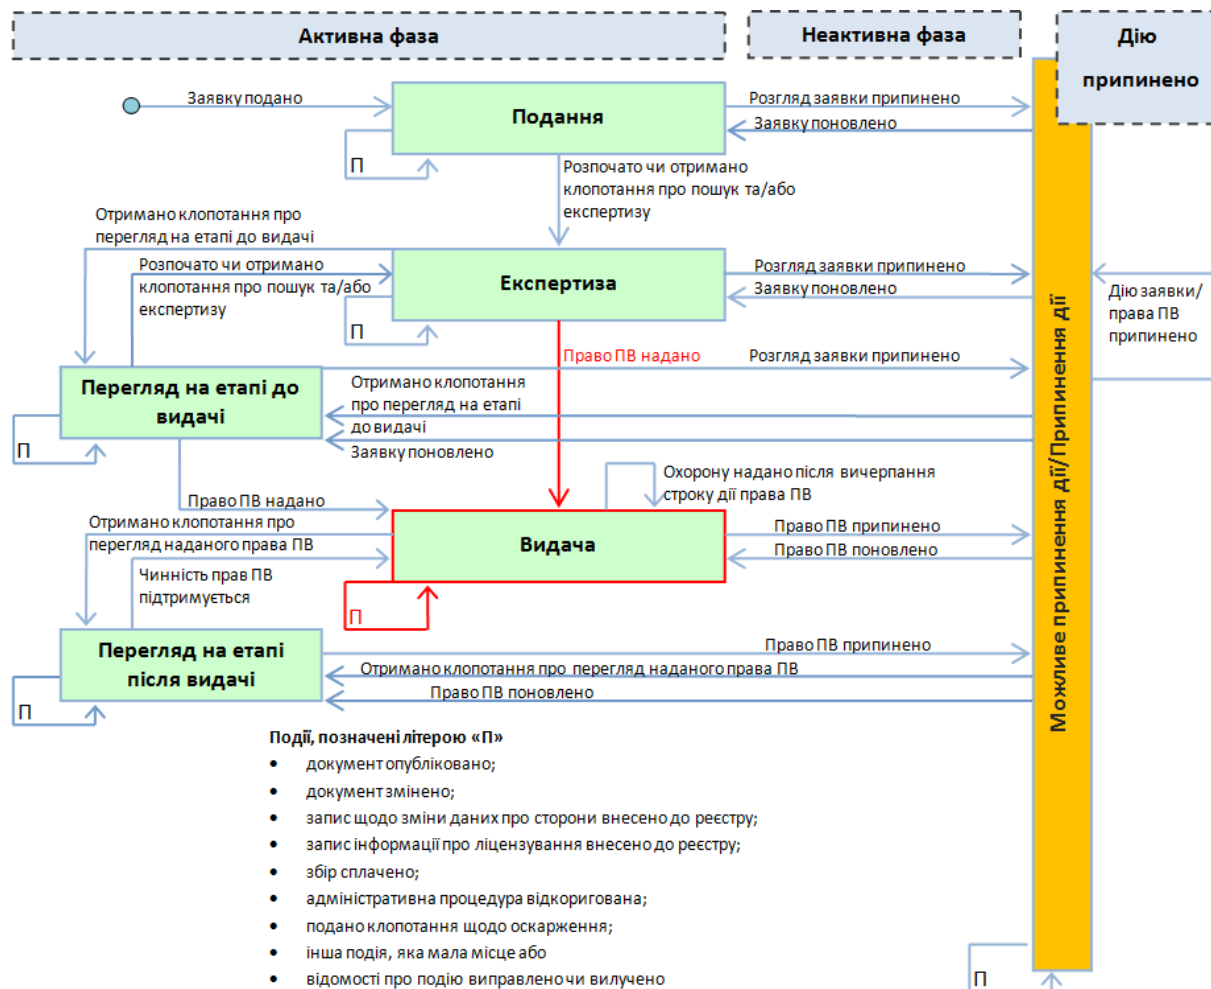 Активна фаза
Неактивна фаза
Дію
припинено
Заявку подано
Подання
Розгляд заявки припинено
Заявку поновлено
П
Розпочато чи отримано
клопотання про пошук та/або
експертизу
Отримано клопотання про
перегляд на етапі до видачі
Розпочато чи отримано
клопотання про пошук та/або
експертизу
Експертиза
Розгляд заявки припинено
Заявку поновлено
П
Дію заявки/
права ПВ
припинено
Право ПВ надано
Розгляд заявки припинено
Перегляд на етапі до
видачі
Отримано клопотання
про перегляд на етапі
до видачі
Заявку поновлено
П
Охорону надано після вичерпання
строку дії права ПВ
Право ПВ надано
Отримано клопотання про
перегляд наданого права ПВ
Видача
Право ПВ припинено
Право ПВ поновлено
Чинність прав ПВ
підтримується
П
Перегляд на етапі
після видачі
Право ПВ припинено
Отримано клопотання про перегляд наданого права ПВ
Право ПВ поновлено
П
Можливе припинення дії/Припинення дії
Події, позначені літерою «П»
• документ опубліковано;
• документ змінено;
• запис щодо зміни даних про сторони внесено до реєстру;
• запис інформації про ліцензування внесено до реєстру;
• збір сплачено;
• адміністративна процедура відкоригована;
• подано клопотання щодо оскарження;
• інша подія, яка мала місце або
• відомості про подію виправлено чи вилучено
П